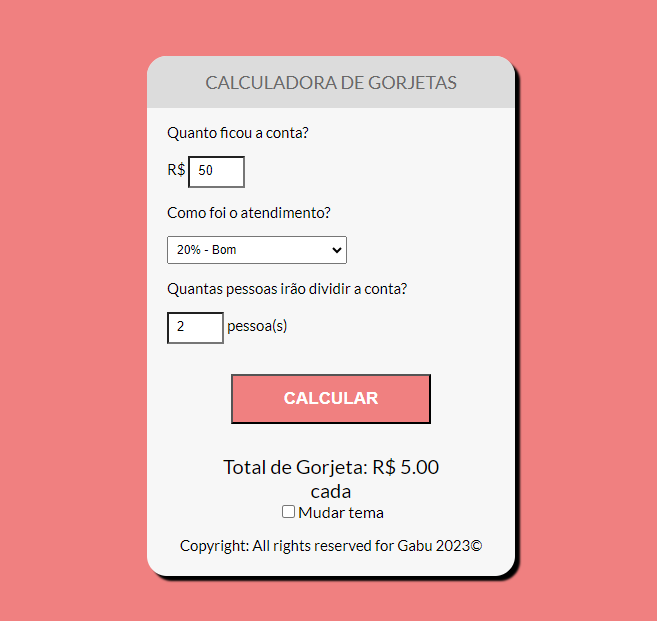 CALCULADORA DE GORJETAS
Quanto ficou a conta?
R$ 50
Como foi o atendimento?
20% - Bom
Quantas pessoas irão dividir a conta?
2 pessoa(s)
CALCULAR
Total de Gorjeta: R$ 5.00
cada
Mudar tema
Copyright: All rights reserved for Gabu 2023©